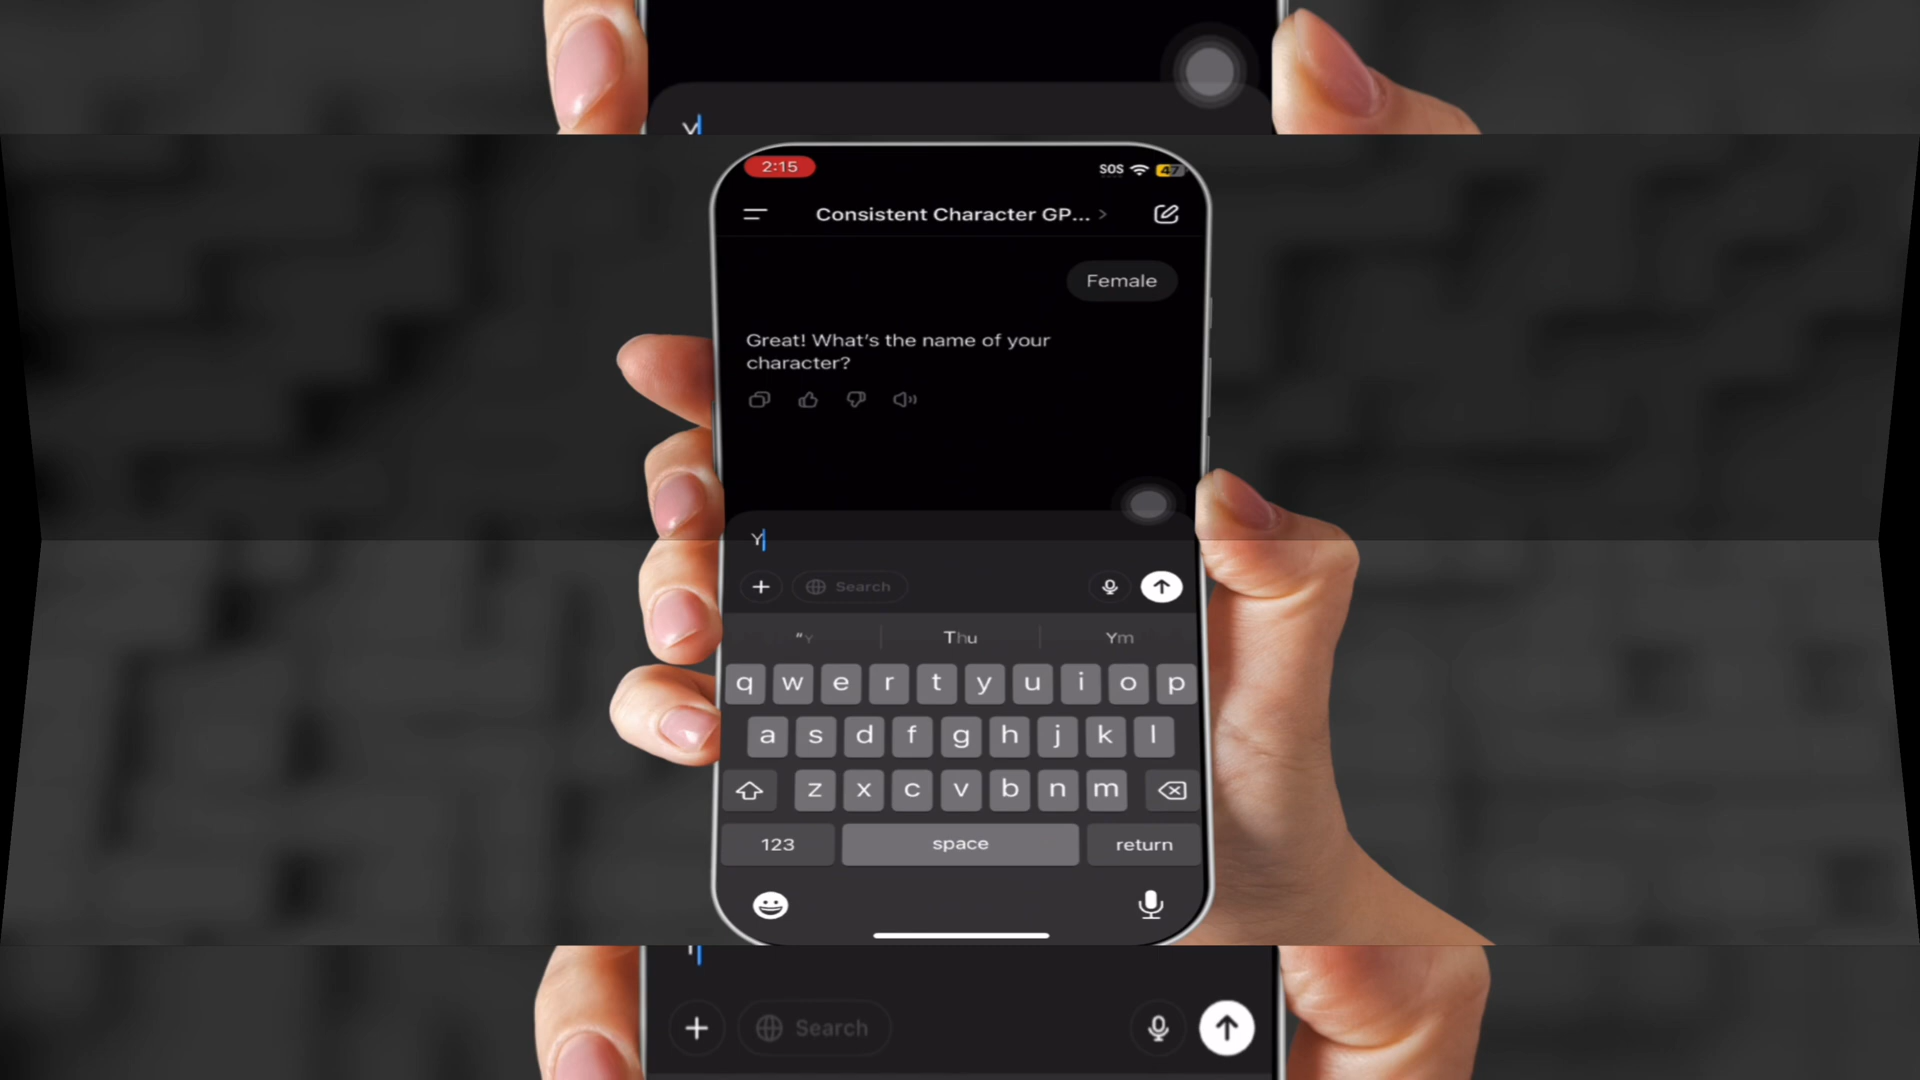 Y
2:15
SOS
47
Consistent Character GP...
Female
Great! What's the name of your
character?
Y
Search
"Y
Thu
Ym
q w e r t y u i o p
a s d f g h j k l
z x c v b n m
123
space
return
Search